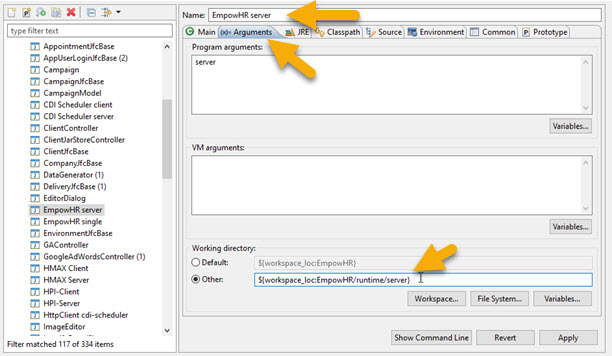 type filter text
AppointmentJfcBase
AppUserLoginJfcBase (2)
Campaign
CampaignJfcBase
CampaignModel
CDI Scheduler client
CDI Scheduler server
ClientController
ClientJarStoreController
ClientJfcBase
CompanyJfcBase
DataGenerator (1)
DeliveryJfcBase (1)
EditorDialog
EmpowHR server
EmpowHR single
EnvironmentJfcBase
GAController
GoogleAdWordsController (1)
HMAX Client
HMAX Server
HPI-Client
HPI-Server
HttpClient cdi-scheduler
ImageEditor
Filter matched 117 of 334 items
Name: EmpowHR server
Main (x)= Arguments JRE Classpath Source Environment Common Prototype
Program arguments:
server
Variables...
VM arguments:
Variables...
Working directory:
Default: ${workspace_loc:EmpowHR}
Other: ${workspace_loc:EmpowHR/runtime/server}
Workspace... File System... Variables...
Show Command Line Revert Apply